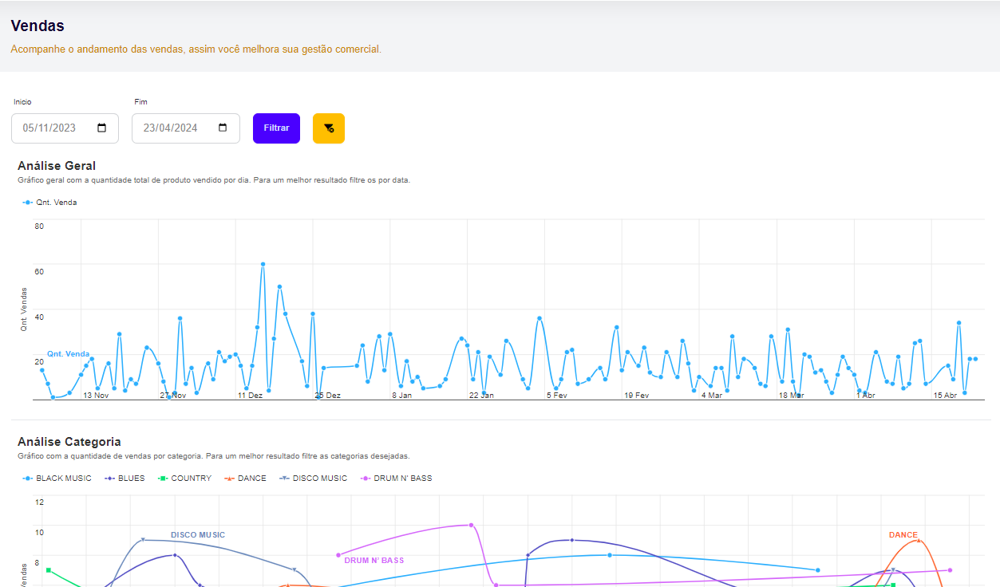 Vendas
Acompanhe o andamento das vendas, assim você melhora sua gestão comercial.
Inicio Fim
05/11/2023 23/04/2024 Filtrar
Análise Geral
Gráfico geral com a quantidade total de produto vendido por dia. Para um melhor resultado filtre os por data.
Qnt. Venda
80
60
40
20
Qnt. Vendas
Qnt. Venda
13 Nov 27 Nov 11 Dez 25 Dez 8 Jan 22 Jan 5 Fev 19 Fev 4 Mar 18 Mar 1 Abr 15 Abr
Análise Categoria
Gráfico com a quantidade de vendas por categoria. Para um melhor resultado filtre as categorias desejadas.
BLACK MUSIC BLUES COUNTRY DANCE DISCO MUSIC DRUM N' BASS
12
10
8
DISCO MUSIC
DANCE
DRUM N' BASS